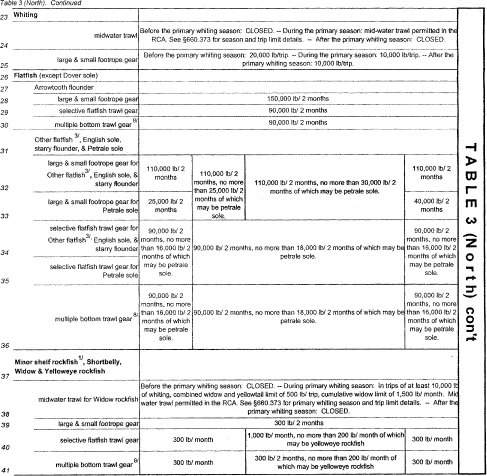 Table 3 (North). Continued
23 Whiting
24 midwater trawl
Before the primary whiting season: CLOSED. -- During the primary season: mid-water trawl permitted in the
RCA. See §660.373 for season and trip limit details. -- After the primary whiting season: CLOSED.
25 large & small footrope gear
Before the primary whiting season: 20,000 lb/trip. -- During the primary season: 10,000 lb/trip. -- After the
primary whiting season: 10,000 lb/trip.
26 Flatfish (except Dover sole)
27 Arrowtooth flounder
28 large & small footrope gear 150,000 lb/ 2 months
29 selective flatfish trawl gear 90,000 lb/ 2 months
30 multiple bottom trawl gear 8/ 90,000 lb/ 2 months
31 Other flatfish 3/, English sole,
starry flounder, & Petrale sole
32 large & small footrope gear for
Other flatfish 3/, English sole, &
starry flounder
110,000 lb/ 2
months
110,000 lb/ 2
months, no more
than 25,000 lb/ 2
months of which
may be petrale
sole.
110,000 lb/ 2 months, no more than 30,000 lb/ 2
months of which may be petrale sole.
110,000 lb/ 2
months
33 large & small footrope gear for
Petrale sole
25,000 lb/ 2
months
40,000 lb/ 2
months
34 selective flatfish trawl gear for
Other flatfish 3/, English sole, &
starry flounder
35 selective flatfish trawl gear for
Petrale sole
90,000 lb/ 2
months, no more
than 16,000 lb/ 2
months of which
may be petrale
sole.
90,000 lb/ 2 months, no more than 18,000 lb/ 2 months of which may be
petrale sole.
90,000 lb/ 2
months, no more
than 16,000 lb/ 2
months of which
may be petrale
sole.
36 multiple bottom trawl gear 8/
90,000 lb/ 2
months, no more
than 16,000 lb/ 2
months of which
may be petrale
sole.
90,000 lb/ 2 months, no more than 18,000 lb/ 2 months of which may be
petrale sole.
90,000 lb/ 2
months, no more
than 16,000 lb/ 2
months of which
may be petrale
sole.
37 Minor shelf rockfish 1/, Shortbelly,
Widow & Yelloweye rockfish
38 midwater trawl for Widow rockfish
Before the primary whiting season: CLOSED. -- During primary whiting season: In trips of at least 10,000 lb
of whiting, combined widow and yellowtail limit of 500 lb/ trip, cumulative widow limit of 1,500 lb/ month. Mid
water trawl permitted in the RCA. See §660.373 for primary whiting season and trip limit details. -- After the
primary whiting season: CLOSED.
39 large & small footrope gear 300 lb/ 2 months
40 selective flatfish trawl gear 300 lb/ month
1,000 lb/ month, no more than 200 lb/ month of which
may be yelloweye rockfish
300 lb/ month
41 multiple bottom trawl gear 8/ 300 lb/ month
300 lb/ 2 months, no more than 200 lb/ month of
which may be yelloweye rockfish
300 lb/ month
TABLE 3 (North) con't